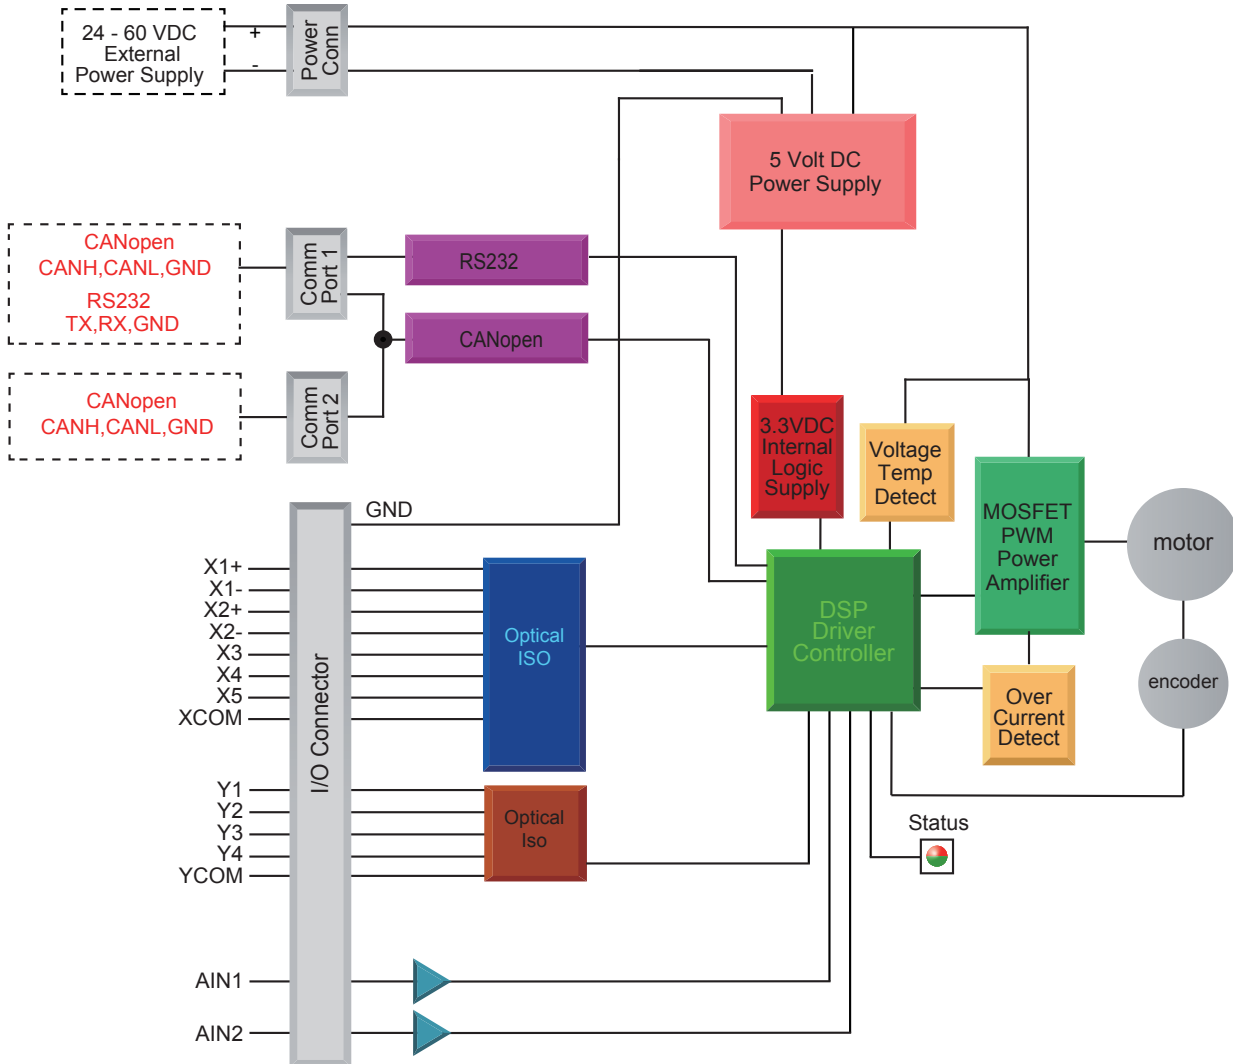 24 - 60 VDC
External
Power Supply
+
-
Power
Conn
5 Volt DC
Power Supply
CANopen
CANH,CANL,GND
RS232
TX,RX,GND
Comm
Port 1
RS232
CANopen
CANopen
CANH,CANL,GND
Comm
Port 2
3.3VDC
Internal
Logic
Supply
Voltage
Temp
Detect
MOSFET
PWM
Power
Amplifier
motor
encoder
GND
I/O Connector
X1+
X1-
X2+
X2-
X3
X4
X5
XCOM
Optical
ISO
DSP
Driver
Controller
Over
Current
Detect
Y1
Y2
Y3
Y4
YCOM
Optical
Iso
Status
AIN1
AIN2